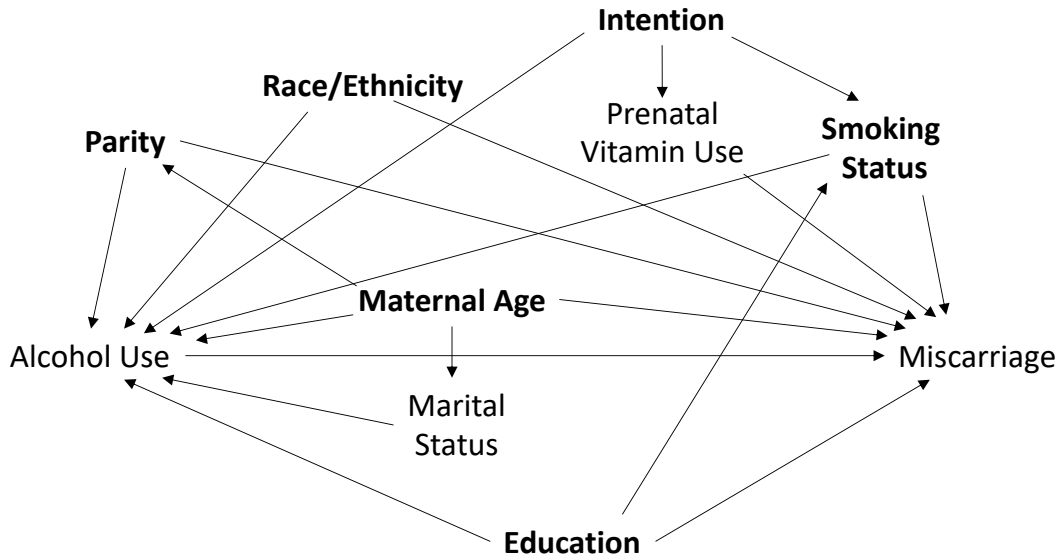 Intention
Race/Ethnicity
Prenatal
Vitamin Use
Smoking
Status
Parity
Maternal Age
Alcohol Use
Miscarriage
Marital
Status
Education